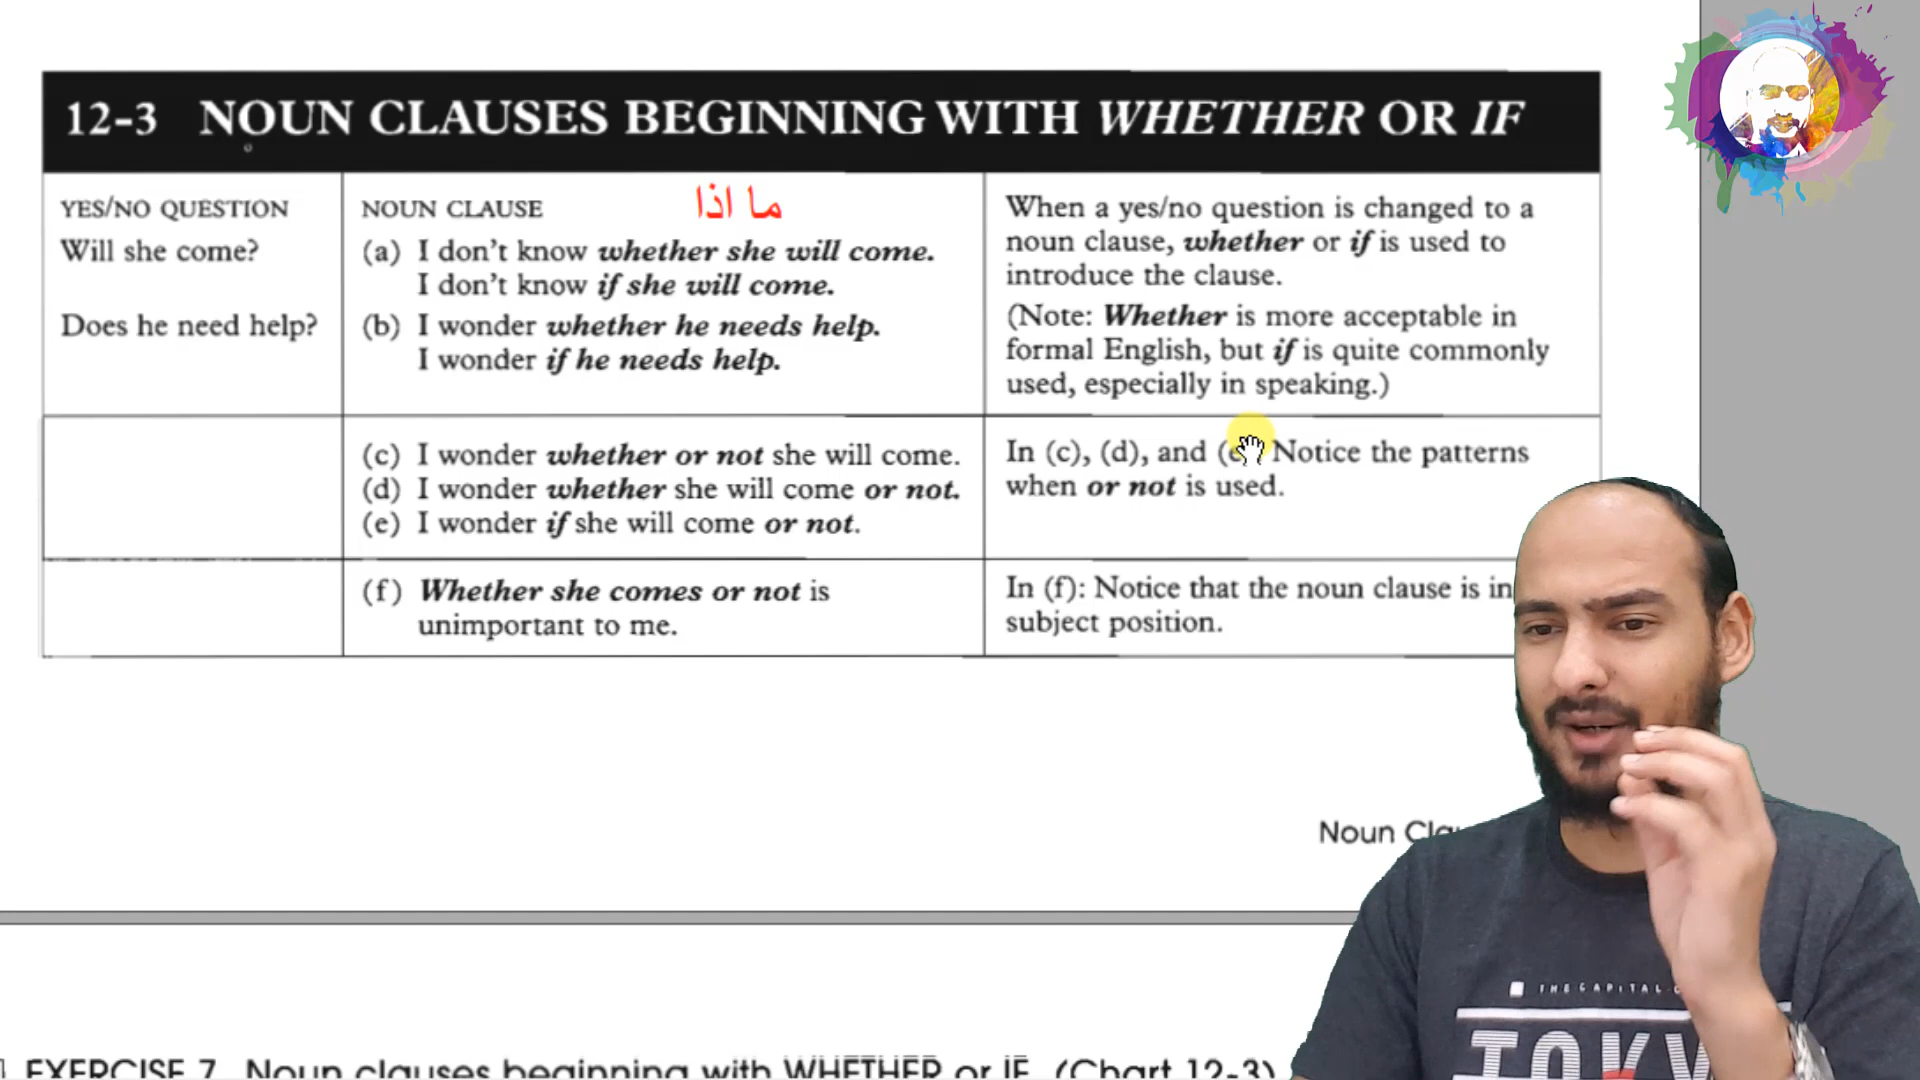 12-3 NOUN CLAUSES BEGINNING WITH WHETHER OR IF
YES/NO QUESTION
Will she come?
Does he need help?
NOUN CLAUSE
ما اذا
(a) I don't know whether she will come.
I don't know if she will come.
(b) I wonder whether he needs help.
I wonder if he needs help.
When a yes/no question is changed to a
noun clause, whether or if is used to
introduce the clause.
(Note: Whether is more acceptable in
formal English, but if is quite commonly
used, especially in speaking.)
(c) I wonder whether or not she will come.
(d) I wonder whether she will come or not.
(e) I wonder if she will come or not.
In (c), (d), and Notice the patterns
when or not is used.
(f) Whether she comes or not is
unimportant to me.
In (f): Notice that the noun clause is in
subject position.
Noun
EXERCISE 7. Noun clauses beginning with WHETHER or IF. (Chart 12-3)
THE CAPITAL